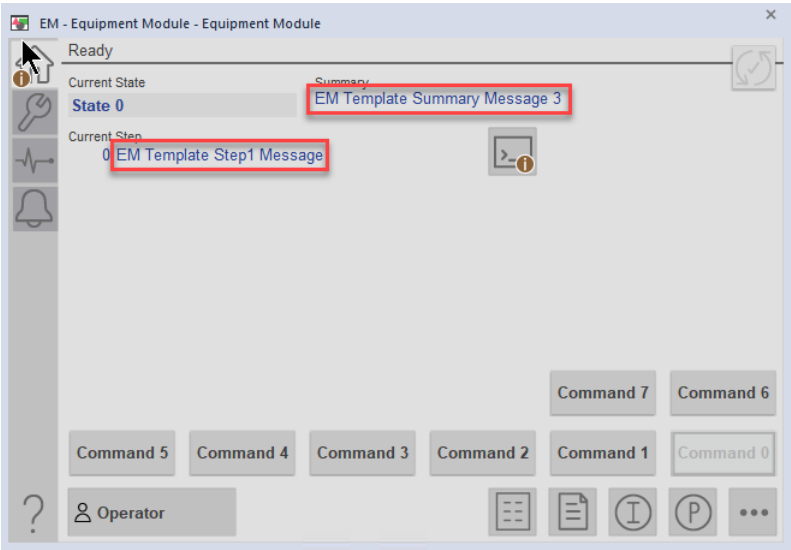 EM - Equipment Module - Equipment Module
Ready
Current State
Summary
State 0
EM Template Summary Message 3
Current Step
0 EM Template Step1 Message
Command 7
Command 6
Command 5
Command 4
Command 3
Command 2
Command 1
Command 0
Operator
I
P